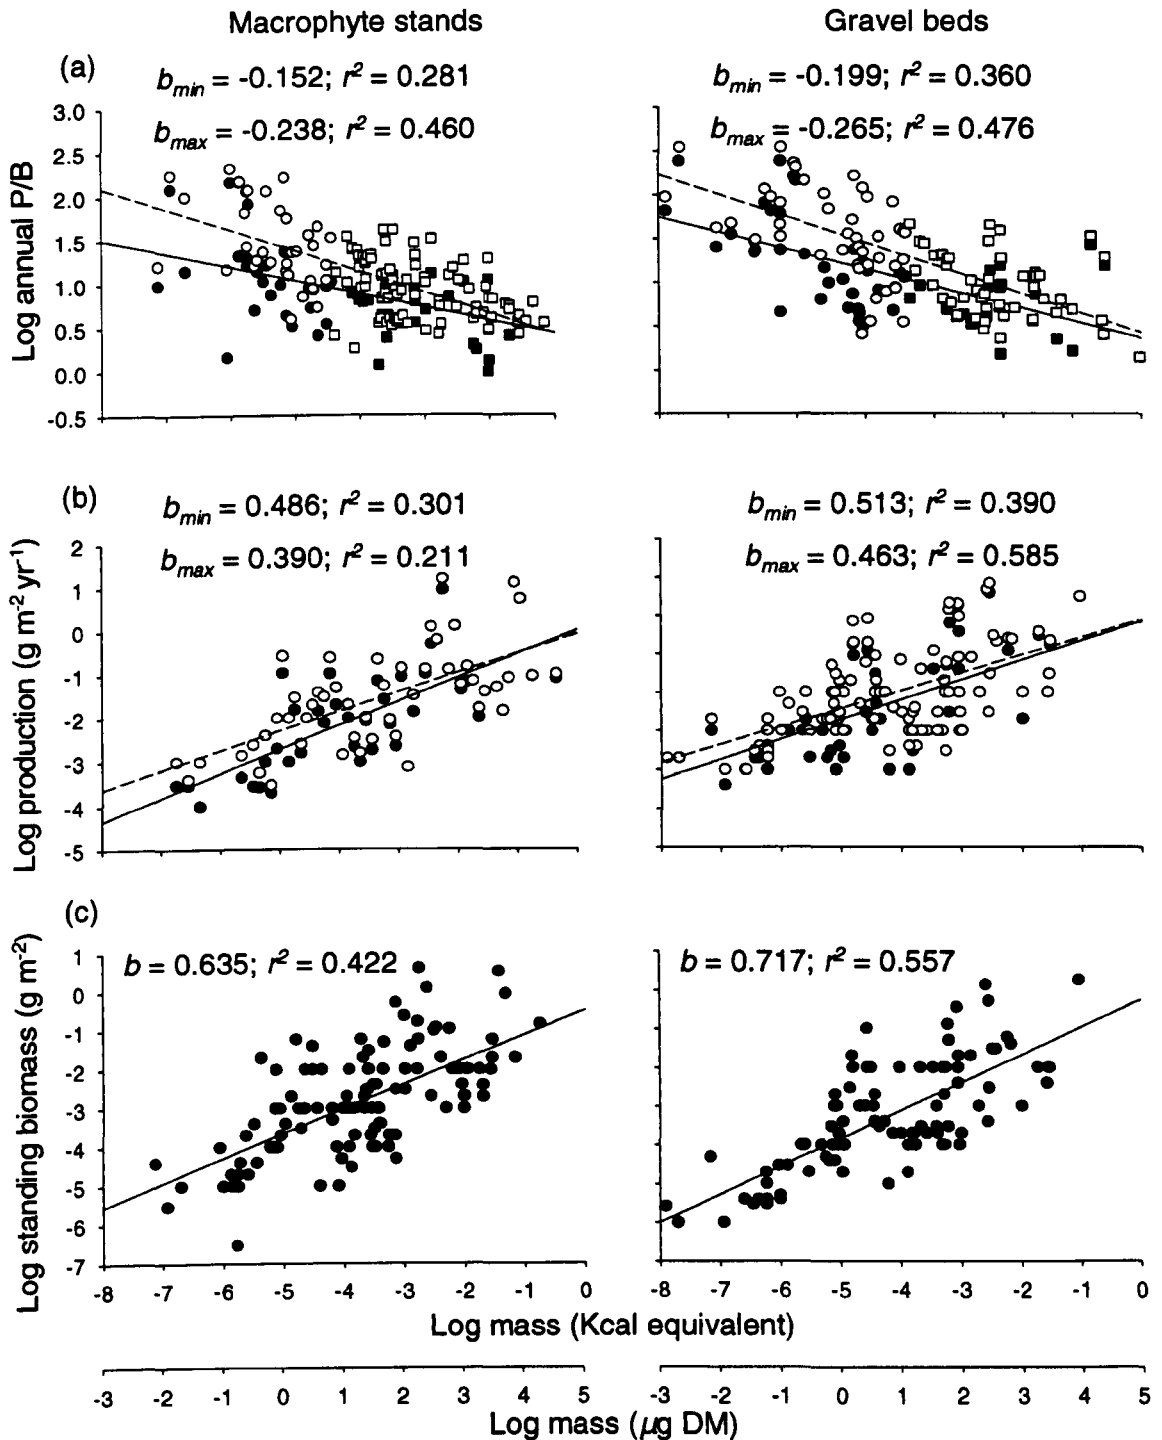 Macrophyte stands Gravel beds
(a)
b_min = -0.152; r² = 0.281 b_min = -0.199; r² = 0.360
b_max = -0.238; r² = 0.460 b_max = -0.265; r² = 0.476
Log annual P/B
3.0
2.5
2.0
1.5
1.0
0.5
0.0
-0.5
(b)
b_min = 0.486; r² = 0.301 b_min = 0.513; r² = 0.390
b_max = 0.390; r² = 0.211 b_max = 0.463; r² = 0.585
Log production (g m⁻² yr⁻¹)
2
1
0
-1
-2
-3
-4
-5
(c)
b = 0.635; r² = 0.422 b = 0.717; r² = 0.557
Log standing biomass (g m⁻²)
1
0
-1
-2
-3
-4
-5
-6
-7
-8 -7 -6 -5 -4 -3 -2 -1 0 -8 -7 -6 -5 -4 -3 -2 -1 0
Log mass (Kcal equivalent)
-3 -2 -1 0 1 2 3 4 5 -3 -2 -1 0 1 2 3 4 5
Log mass (µg DM)